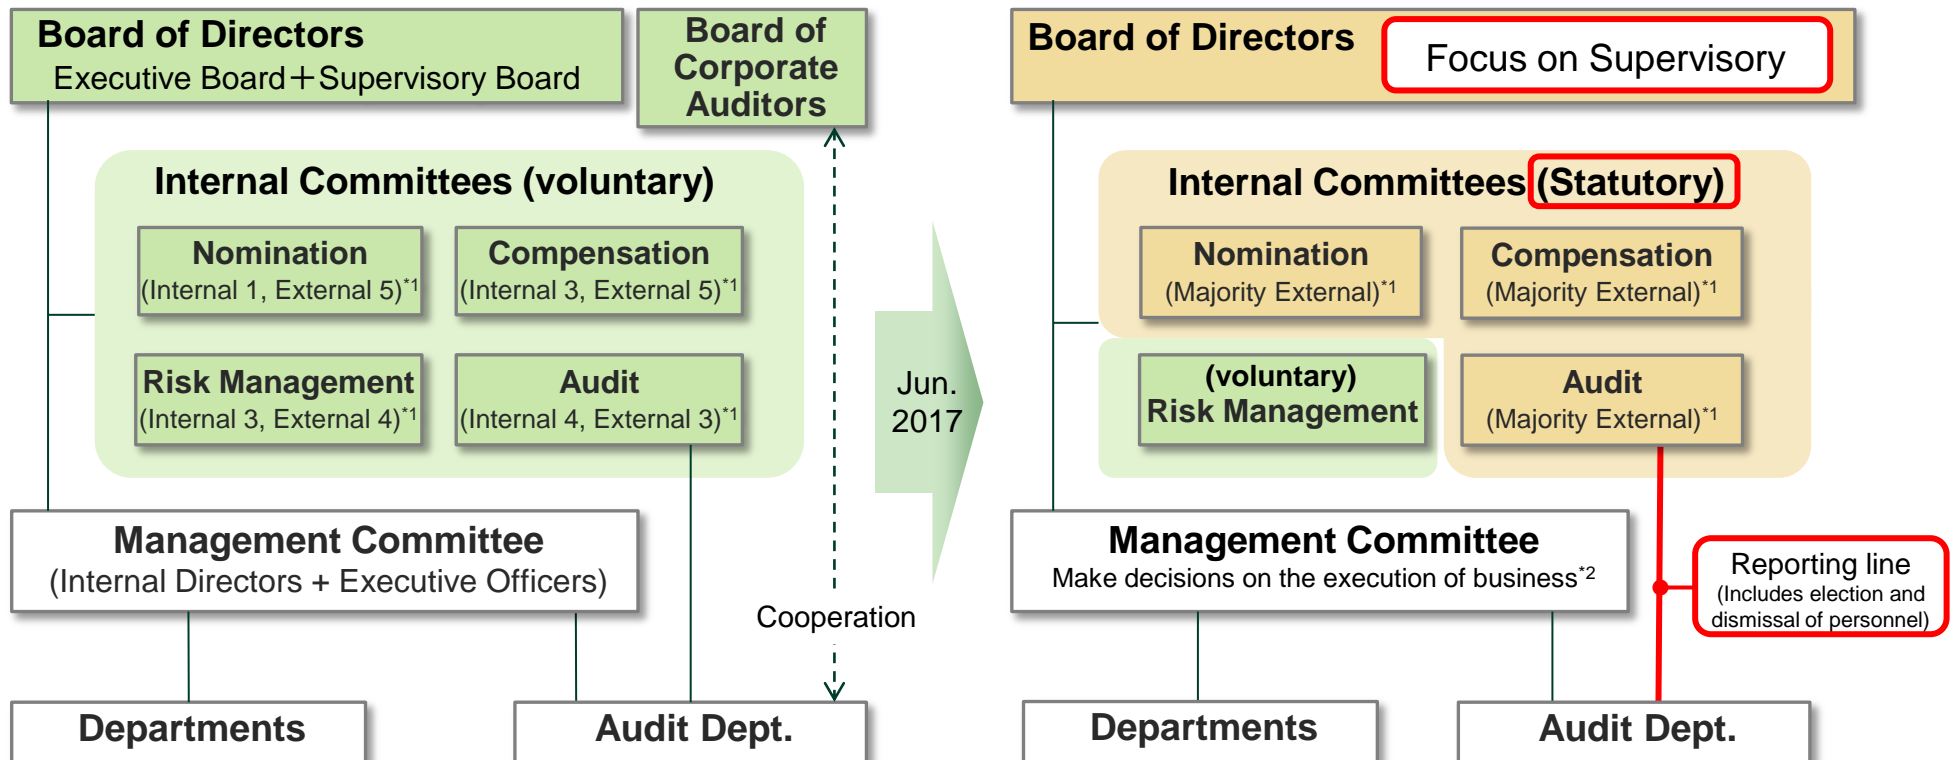 Board of Directors
Executive Board＋Supervisory Board
Board of
Corporate
Auditors
Internal Committees (voluntary)
Nomination
(Internal 1, External 5)*1
Compensation
(Internal 3, External 5)*1
Risk Management
(Internal 3, External 4)*1
Audit
(Internal 4, External 3)*1
Management Committee
(Internal Directors + Executive Officers)
Cooperation
Departments
Audit Dept.
Jun.
2017
Board of Directors
Focus on Supervisory
Internal Committees (Statutory)
Nomination
(Majority External)*1
Compensation
(Majority External)*1
(voluntary)
Risk Management
Audit
(Majority External)*1
Management Committee
Make decisions on the execution of business*2
Reporting line
(Includes election and
dismissal of personnel)
Departments
Audit Dept.